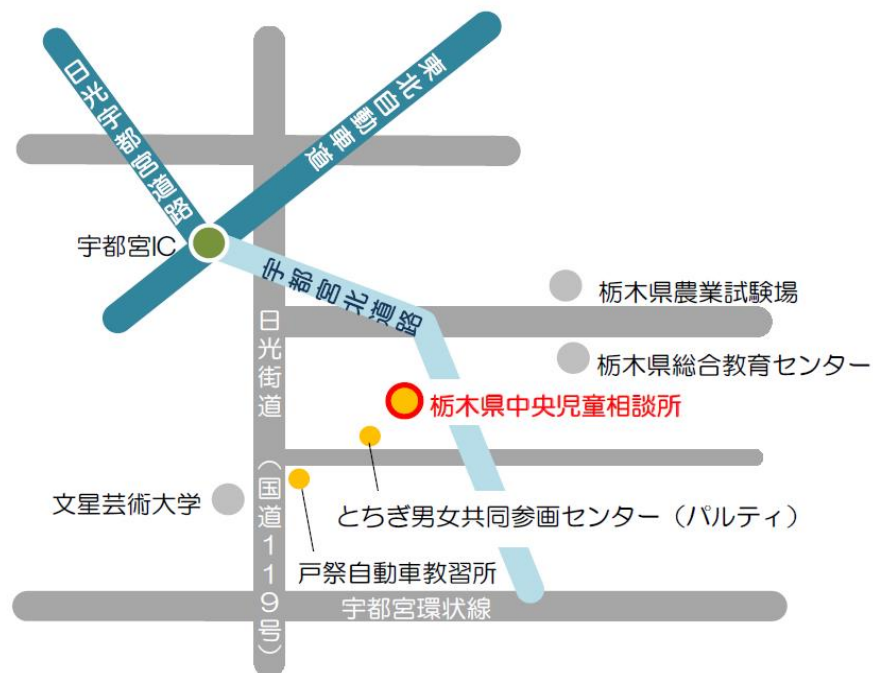 日光宇都宮道路
東北自動車道
宇都宮IC
宇都宮北道路
栃木県農業試験場
日光街道（国道119号）
栃木県総合教育センター
栃木県中央児童相談所
文星芸術大学
とちぎ男女共同参画センター（パルティ）
戸祭自動車教習所
宇都宮環状線